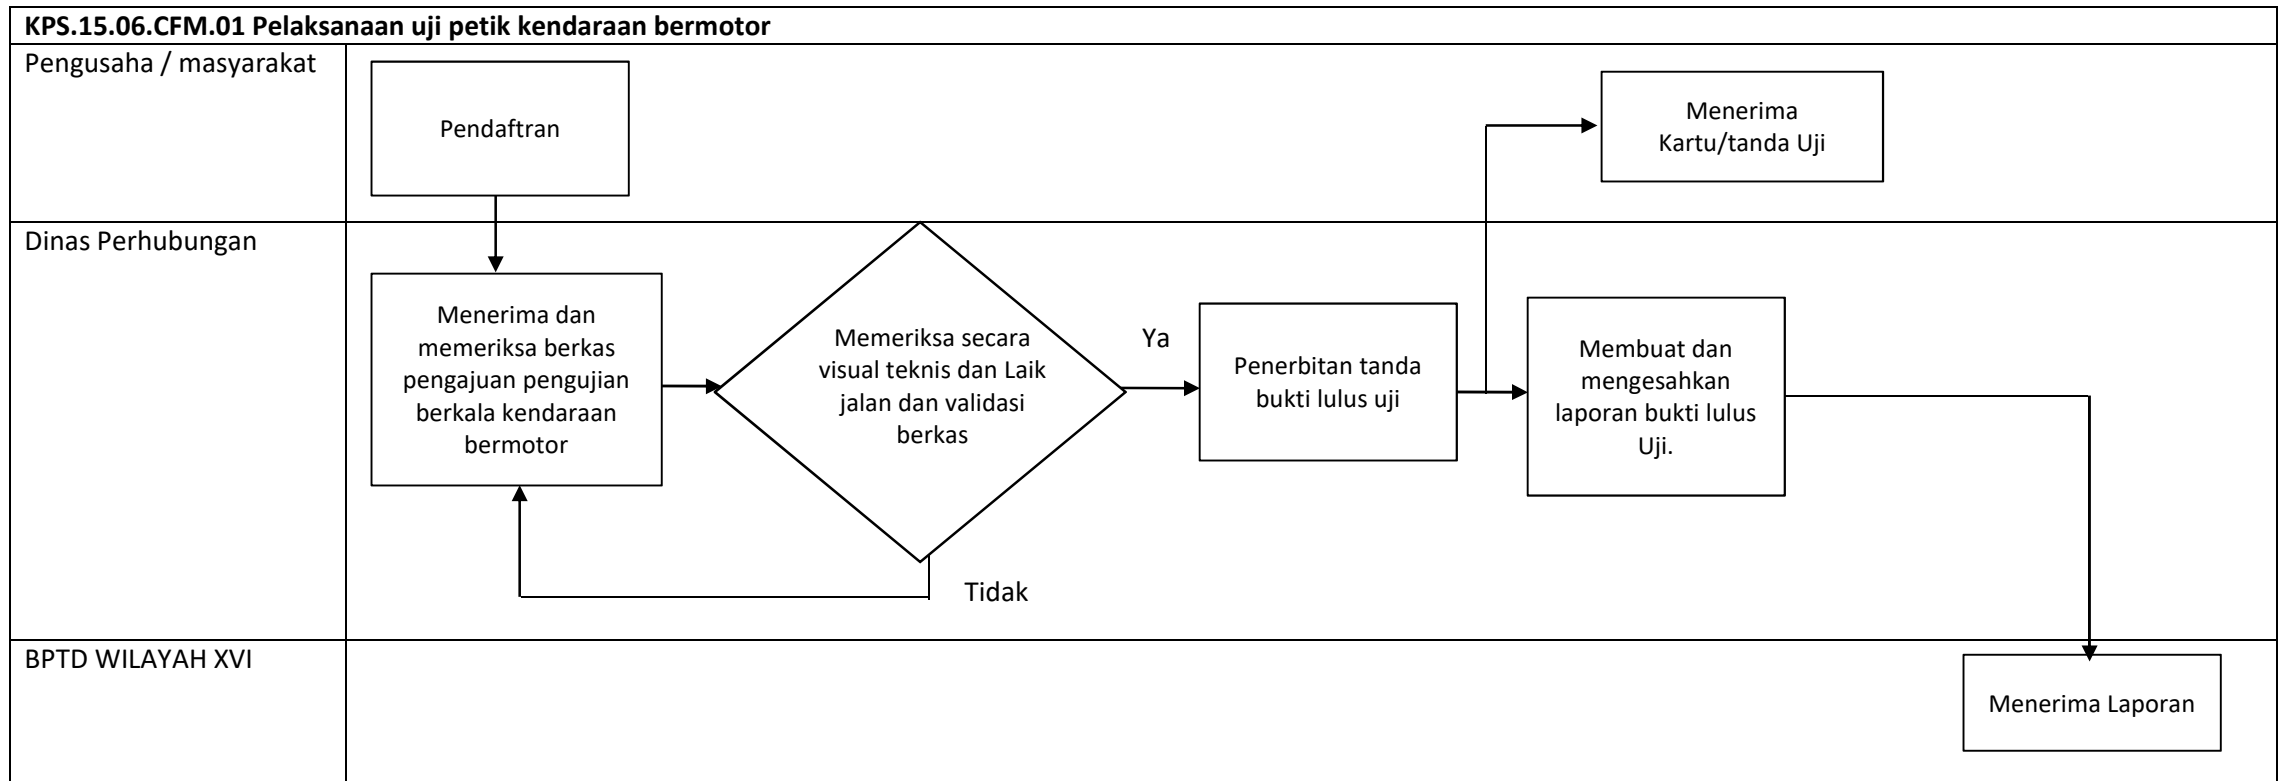 KPS.15.06.CFM.01 Pelaksanaan uji petik kendaraan bermotor
Pengusaha / masyarakat
Pendaftran
Menerima
Kartu/tanda Uji
Dinas Perhubungan
Menerima dan
memeriksa berkas
pengajuan pengujian
berkala kendaraan
bermotor
Memeriksa secara
visual teknis dan Laik
jalan dan validasi
berkas
Ya
Tidak
Penerbitan tanda
bukti lulus uji
Membuat dan
mengesahkan
laporan bukti lulus
Uji.
BPTD WILAYAH XVI
Menerima Laporan